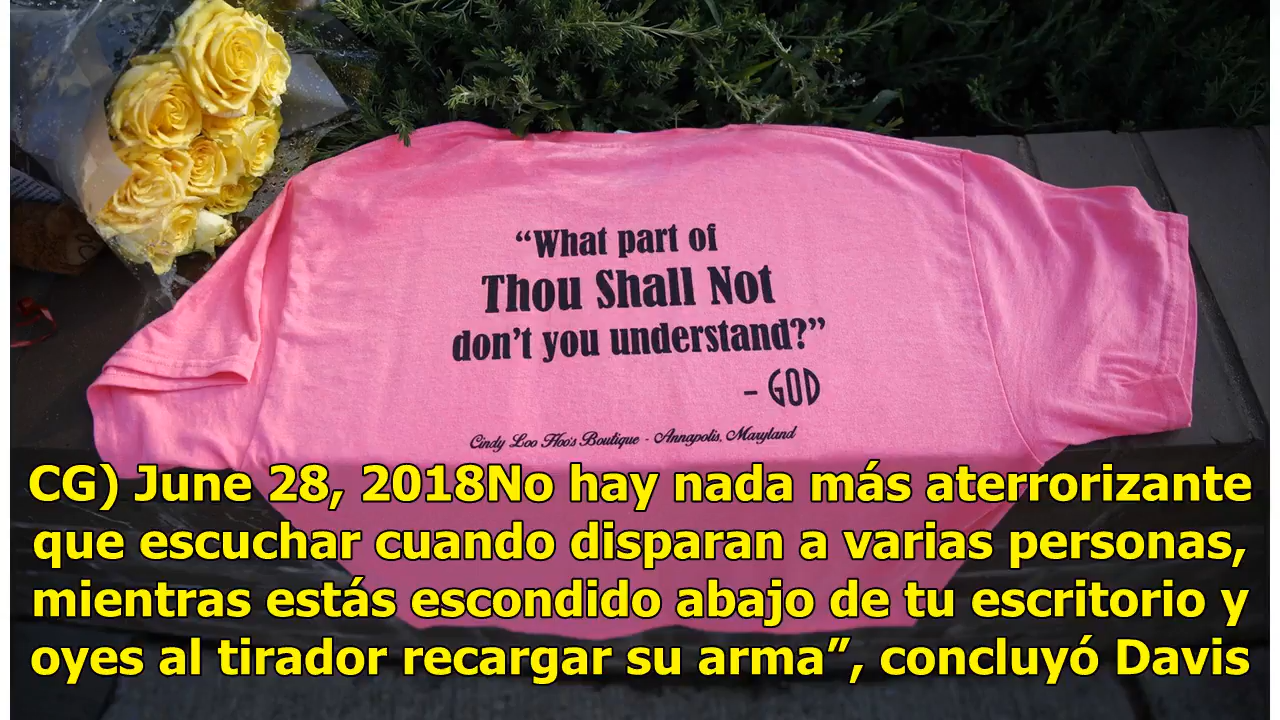 “What part of
Thou Shall Not
don’t you understand?”
– GOD
Cindy Loo Hoo's Boutique - Annapolis, Maryland
CG) June 28, 2018No hay nada más aterrorizante
que escuchar cuando disparan a varias personas,
mientras estás escondido abajo de tu escritorio y
oyes al tirador recargar su arma”, concluyó Davis